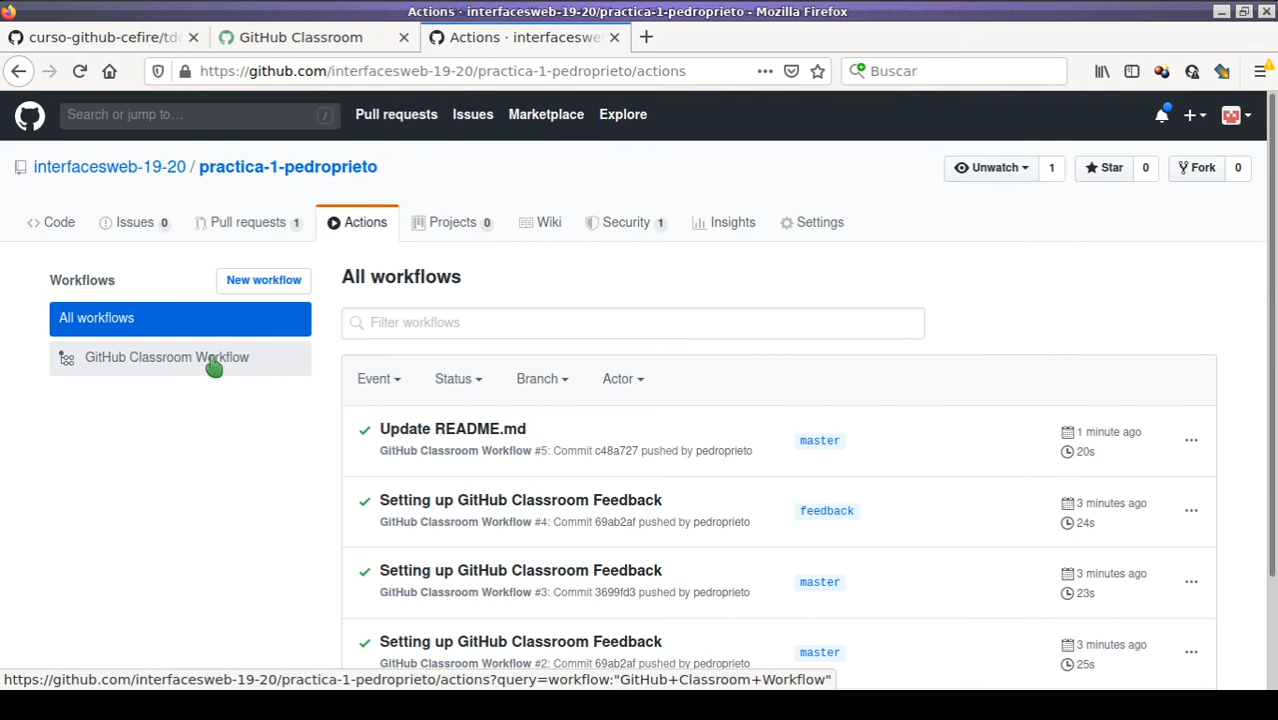 Actions · interfacesweb-19-20/practica-1-pedroprieto - Mozilla Firefox
curso-github-cefire/tdc
GitHub Classroom
Actions · interfaceswe
https://github.com/interfacesweb-19-20/practica-1-pedroprieto/actions
Buscar
Search or jump to…
/
Pull requests
Issues
Marketplace
Explore
interfacesweb-19-20 / practica-1-pedroprieto
Unwatch 1
Star 0
Fork 0
Code
Issues 0
Pull requests 1
Actions
Projects 0
Wiki
Security 1
Insights
Settings
Workflows
New workflow
All workflows
GitHub Classroom Workflow
All workflows
Filter workflows
Event
Status
Branch
Actor
Update README.md
GitHub Classroom Workflow #5: Commit c48a727 pushed by pedroprieto
master
1 minute ago
20s
Setting up GitHub Classroom Feedback
GitHub Classroom Workflow #4: Commit 69ab2af pushed by pedroprieto
feedback
3 minutes ago
24s
Setting up GitHub Classroom Feedback
GitHub Classroom Workflow #3: Commit 3699fd3 pushed by pedroprieto
master
3 minutes ago
23s
Setting up GitHub Classroom Feedback
GitHub Classroom Workflow #2: Commit 69ab2af pushed by pedroprieto
master
3 minutes ago
25s
https://github.com/interfacesweb-19-20/practica-1-pedroprieto/actions?query=workflow:"GitHub+Classroom+Workflow"